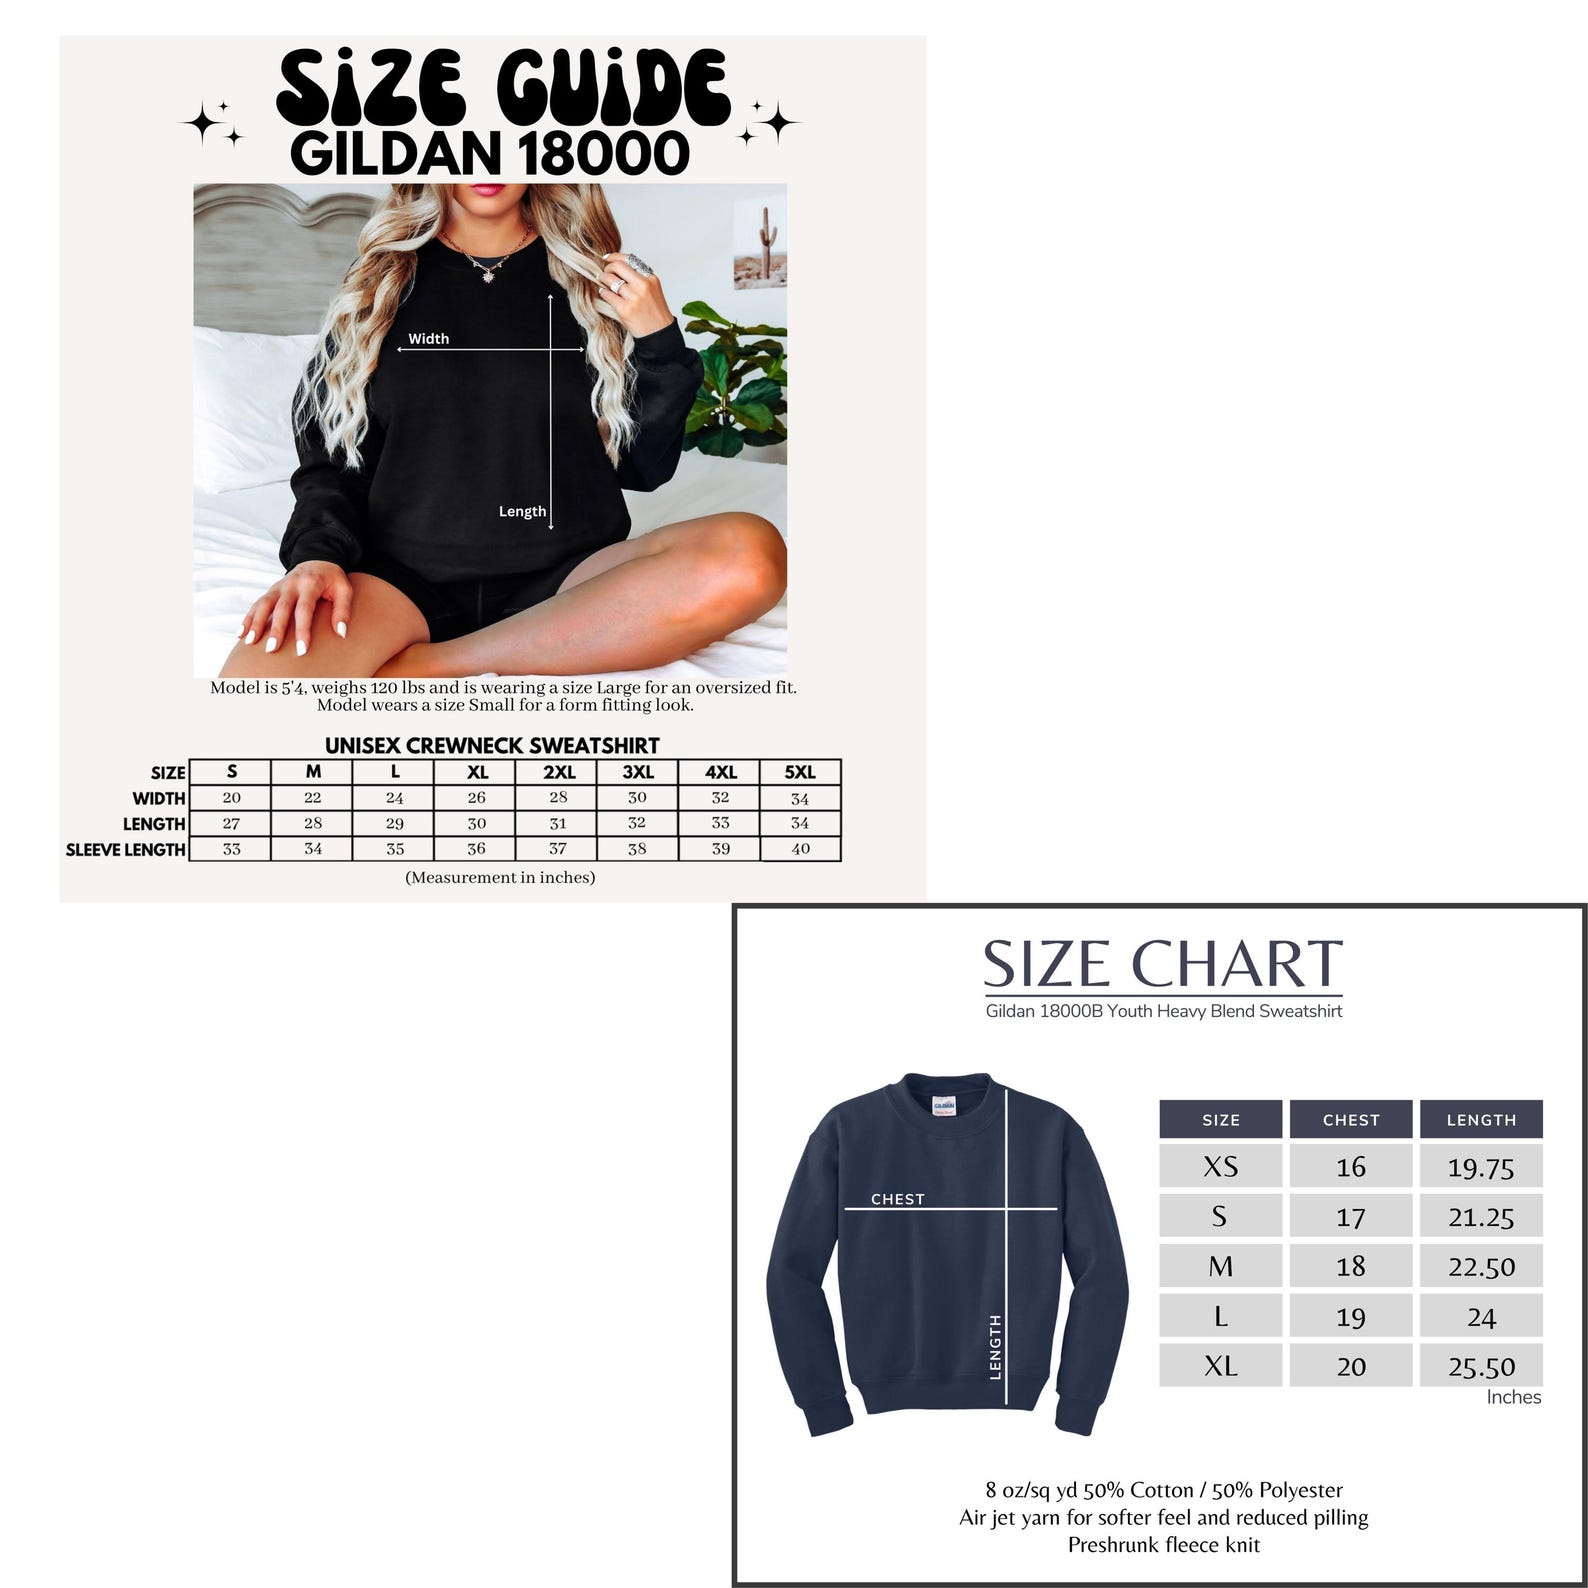 SiZE GUiDE
GILDAN 18000
Width
Length
Model is 5'4, weighs 120 lbs and is wearing a size Large for an oversized fit.
Model wears a size Small for a form fitting look.
UNISEX CREWNECK SWEATSHIRT
SIZE S M L XL 2XL 3XL 4XL 5XL
WIDTH 20 22 24 26 28 30 32 34
LENGTH 27 28 29 30 31 32 33 34
SLEEVE LENGTH 33 34 35 36 37 38 39 40
(Measurement in inches)
SIZE CHART
Gildan 18000B Youth Heavy Blend Sweatshirt
GILDAN
CHEST
LENGTH
SIZE CHEST LENGTH
XS 16 19.75
S 17 21.25
M 18 22.50
L 19 24
XL 20 25.50
Inches
8 oz/sq yd 50% Cotton / 50% Polyester
Air jet yarn for softer feel and reduced pilling
Preshrunk fleece knit